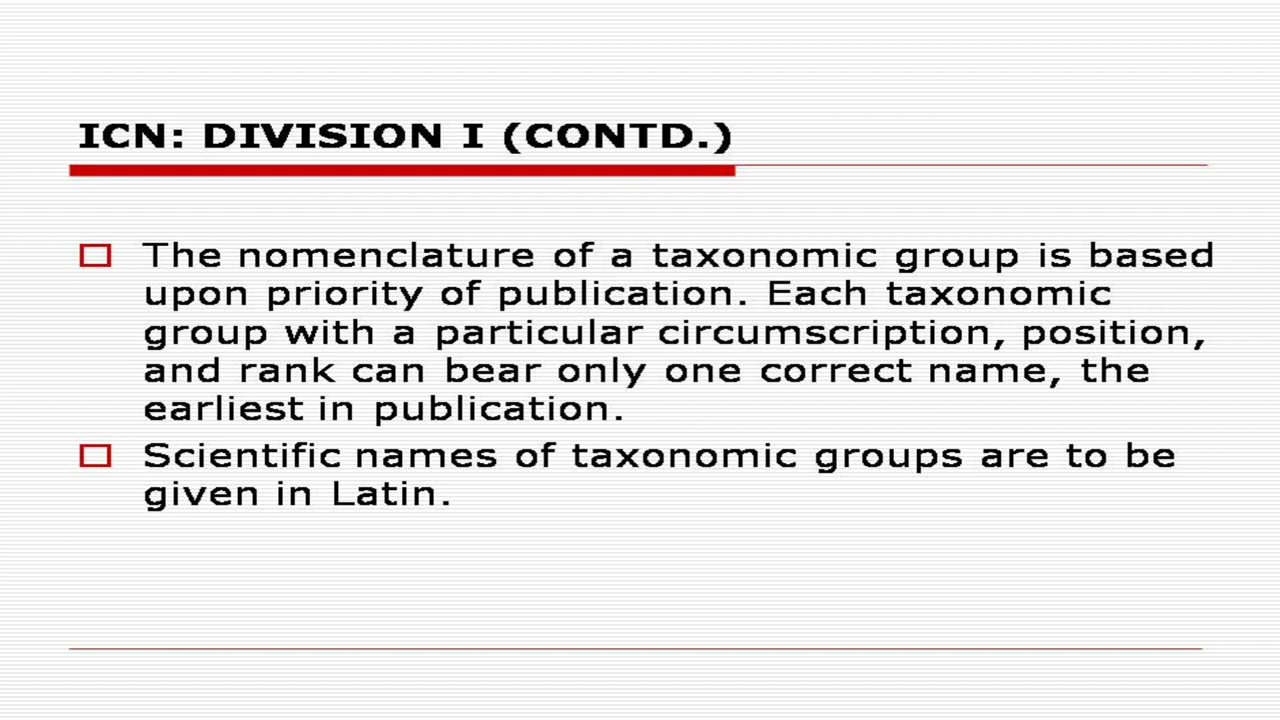 ICN: DIVISION I (CONTD.)
The nomenclature of a taxonomic group is based
upon priority of publication. Each taxonomic
group with a particular circumscription, position,
and rank can bear only one correct name, the
earliest in publication.
Scientific names of taxonomic groups are to be
given in Latin.